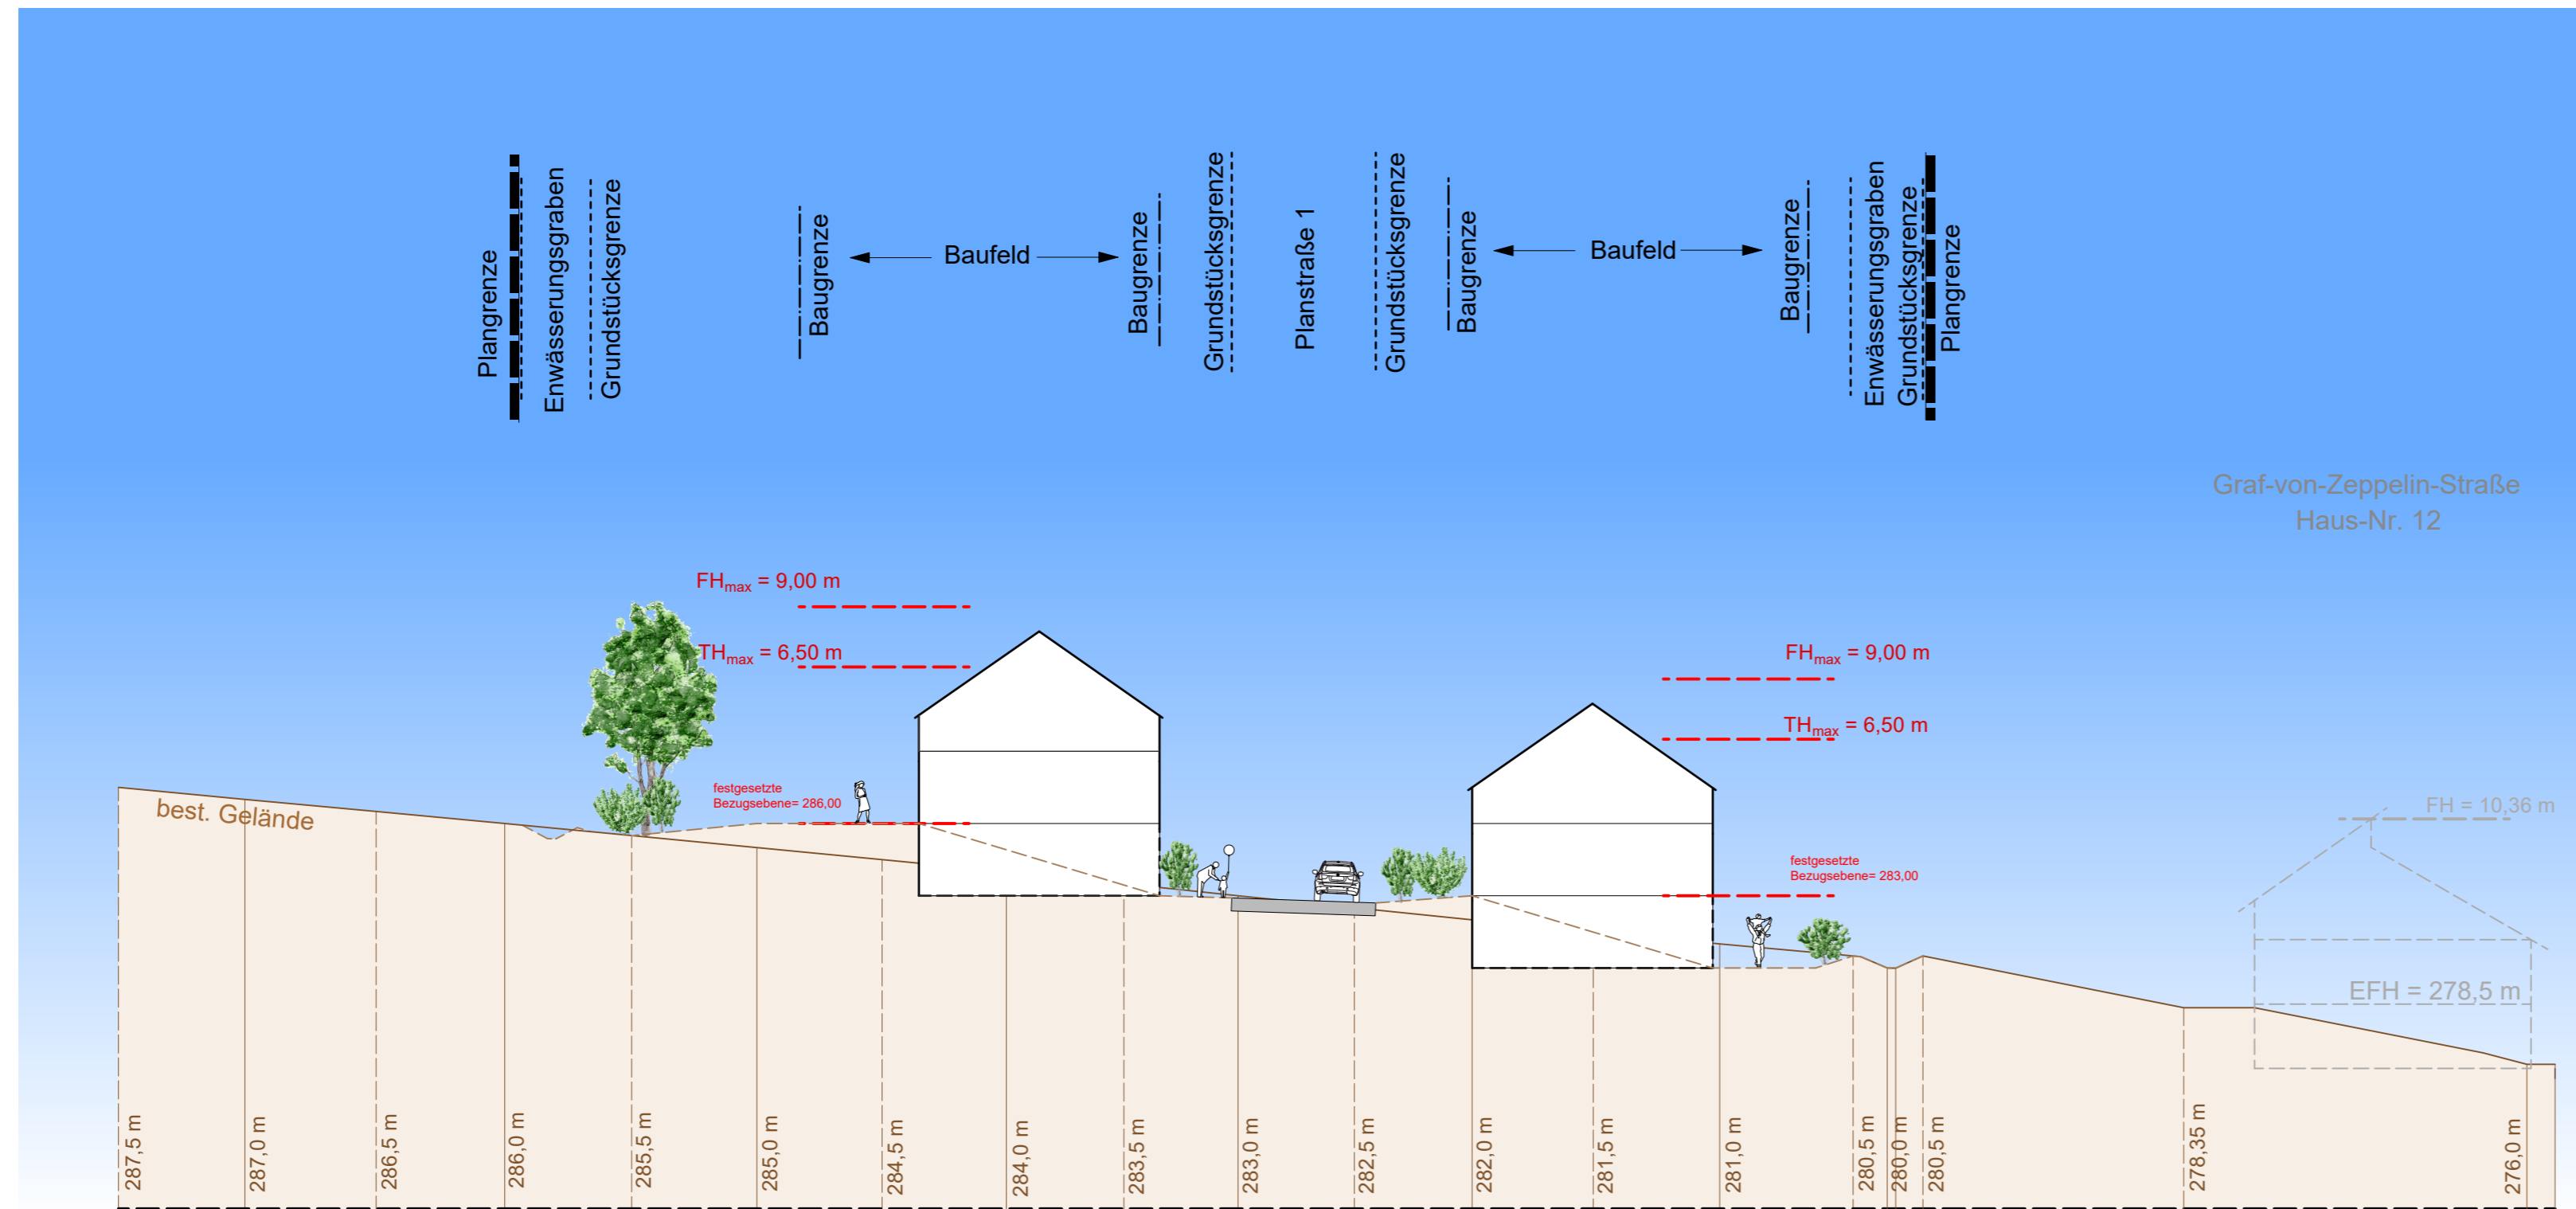 Plangrenze
Enwässerungsgraben
Grundstücksgrenze
Baugrenze
Baufeld
Baugrenze
Grundstücksgrenze
Planstraße 1
Grundstücksgrenze
Baugrenze
Baufeld
Baugrenze
Enwässerungsgraben
Grundstücksgrenze
Plangrenze
Graf-von-Zeppelin-Straße
Haus-Nr. 12
FHmax = 9,00 m
THmax = 6,50 m
FHmax = 9,00 m
THmax = 6,50 m
festgesetzte
Bezugsebene= 286,00
best. Gelände
FH = 10,36 m
festgesetzte
Bezugsebene= 283,00
EFH = 278,5 m
287,5 m
287,0 m
286,5 m
286,0 m
285,5 m
285,0 m
284,5 m
284,0 m
283,5 m
283,0 m
282,5 m
282,0 m
281,5 m
281,0 m
280,5 m
280,0 m
280,5 m
278,35 m
276,0 m